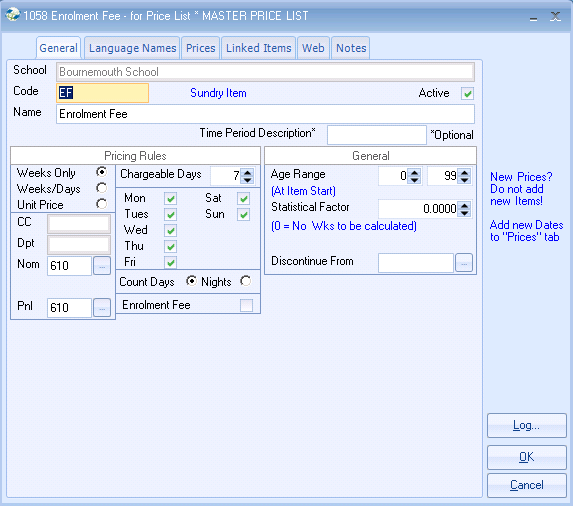 1058 Enrolment Fee - for Price List * MASTER PRICE LIST
General Language Names Prices Linked Items Web Notes
School Bournemouth School
Code EF Sundry Item Active
Name Enrolment Fee
Time Period Description* *Optional
Pricing Rules
Weeks Only
Weeks/Days
Unit Price
CC
Dpt
Nom 610 ...
Pnl 610 ...
Chargeable Days 7
Mon Sat
Tues Sun
Wed
Thu
Fri
Count Days Nights
Enrolment Fee
General
Age Range 0 99
(At Item Start)
Statistical Factor 0.0000
(0 = No Wks to be calculated)
Discontinue From ...
New Prices?
Do not add
new Items!
Add new Dates
to "Prices" tab
Log...
OK
Cancel